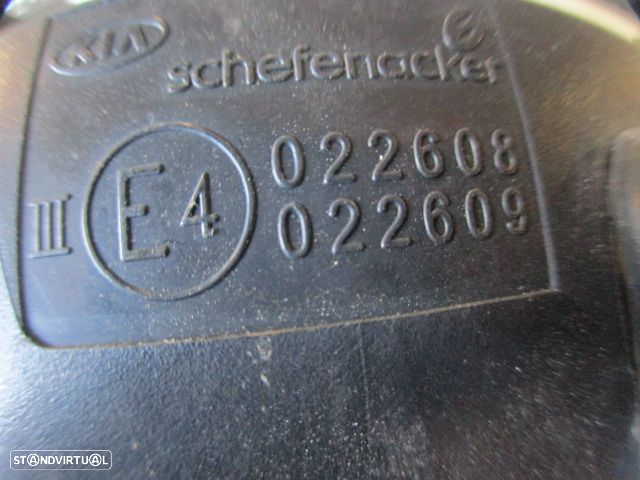 KIA
schefenacker
III E4 022608
022609
STANDVIRTUAL